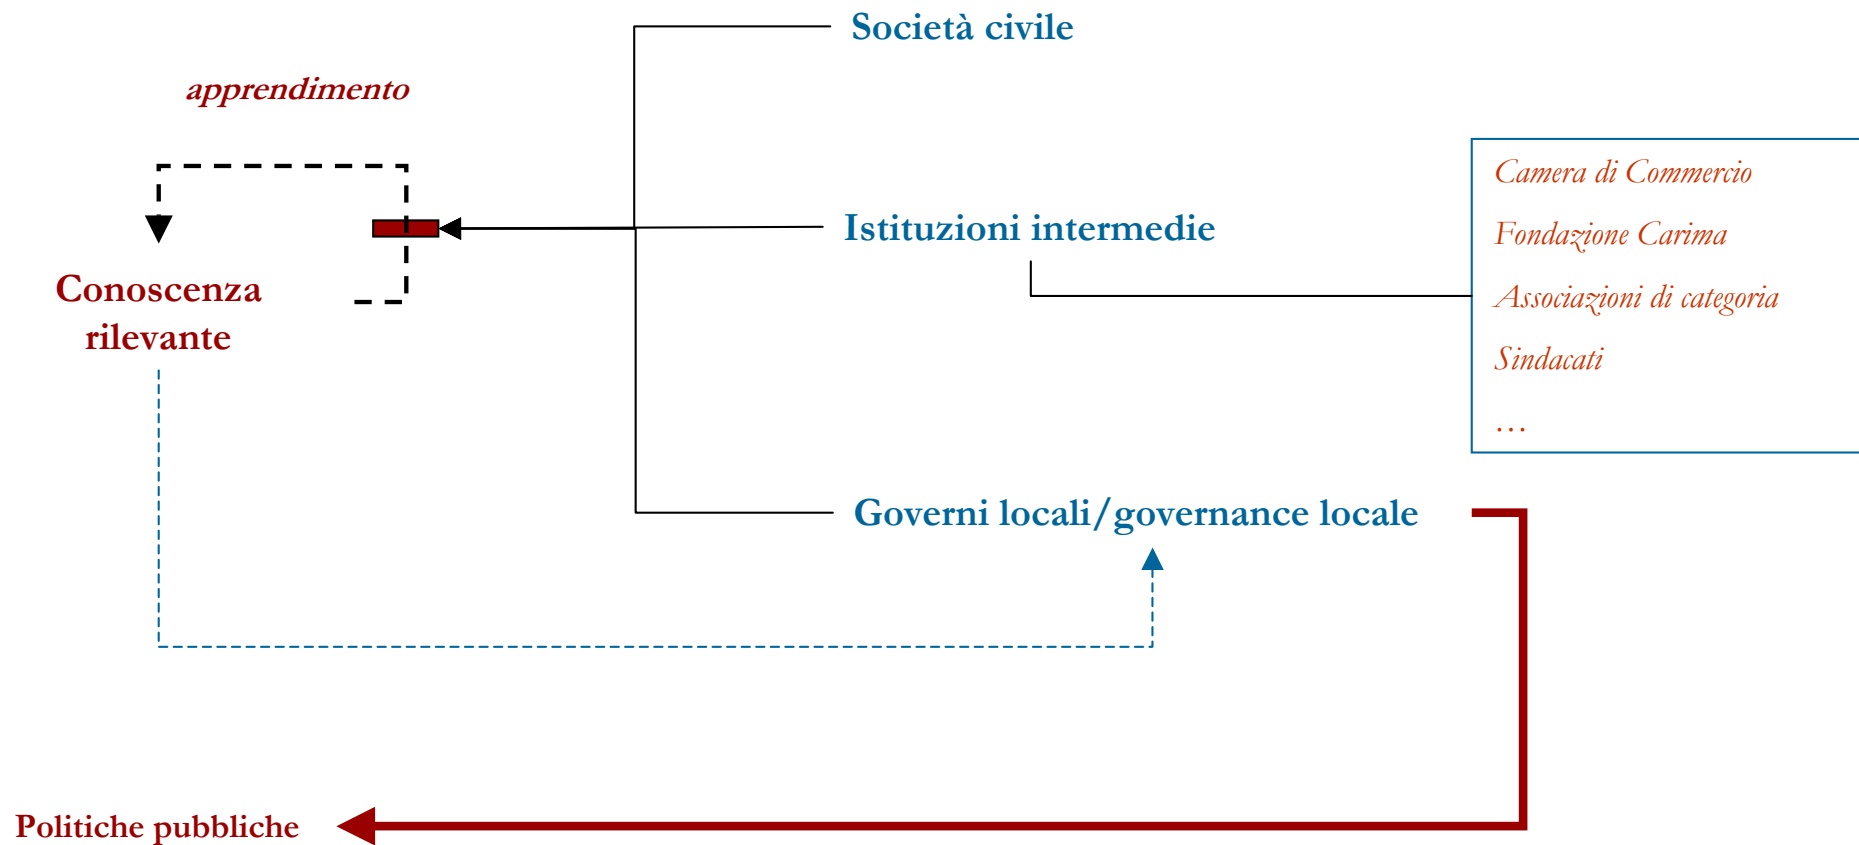 Società civile
apprendimento
Camera di Commercio
Fondazione Carima
Istituzioni intermedie
Conoscenza
rilevante
Associazioni di categoria
Sindacati
…
Governi locali/governance locale
Politiche pubbliche